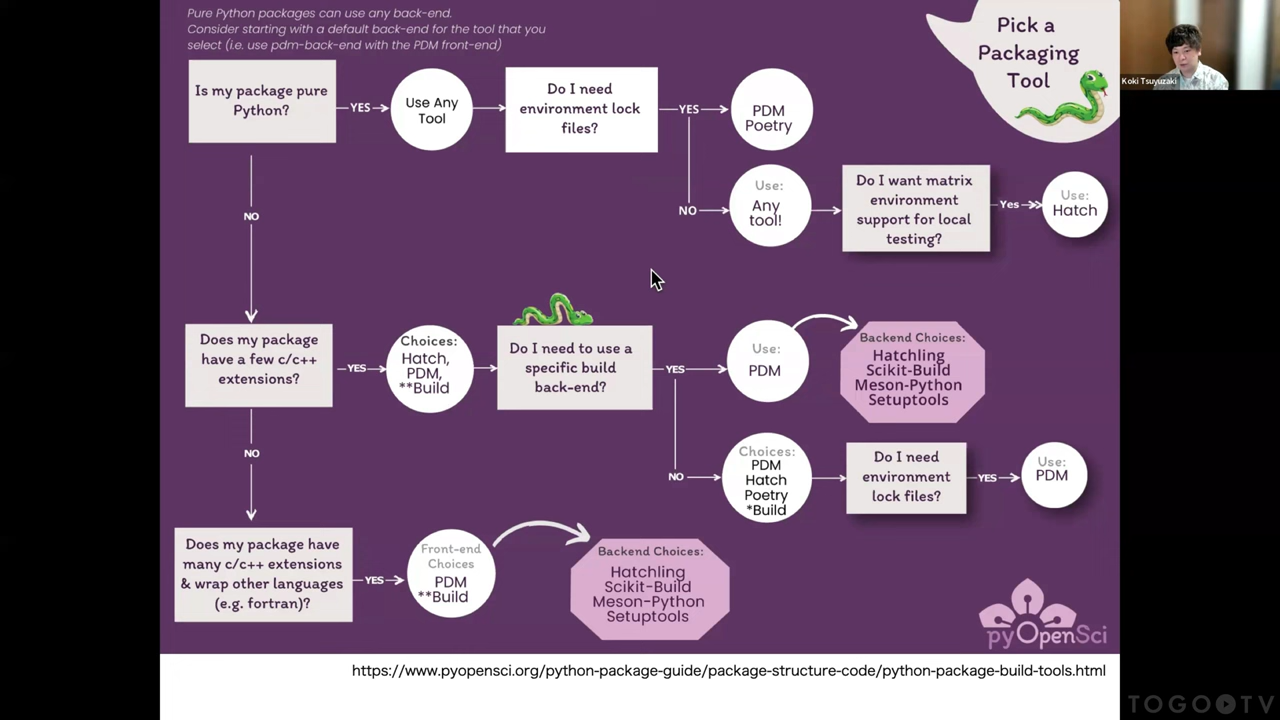 Pure Python packages can use any back-end.
Consider starting with a default back-end for the tool that you
select (i.e. use pdm-back-end with the PDM front-end)
Pick a
Packaging
Tool
Koki Tsuyuzaki
Is my package pure
Python?
YES
Use Any
Tool
Do I need
environment lock
files?
YES
PDM
Poetry
NO
Use:
Any
tool!
Do I want matrix
environment
support for local
testing?
Yes
Use:
Hatch
NO
Does my package
have a few c/c++
extensions?
YES
Choices:
Hatch,
PDM,
**Build
Do I need to use a
specific build
back-end?
YES
Use:
PDM
Backend Choices:
Hatchling
Scikit-Build
Meson-Python
Setuptools
NO
Choices:
PDM
Hatch
Poetry
*Build
Do I need
environment
lock files?
YES
Use:
PDM
NO
Does my package have
many c/c++ extensions
& wrap other languages
(e.g. fortran)?
YES
Front-end
Choices
PDM
**Build
Backend Choices:
Hatchling
Scikit-Build
Meson-Python
Setuptools
pyOpenSci
https://www.pyopensci.org/python-package-guide/package-structure-code/python-package-build-tools.html
TOGO TV